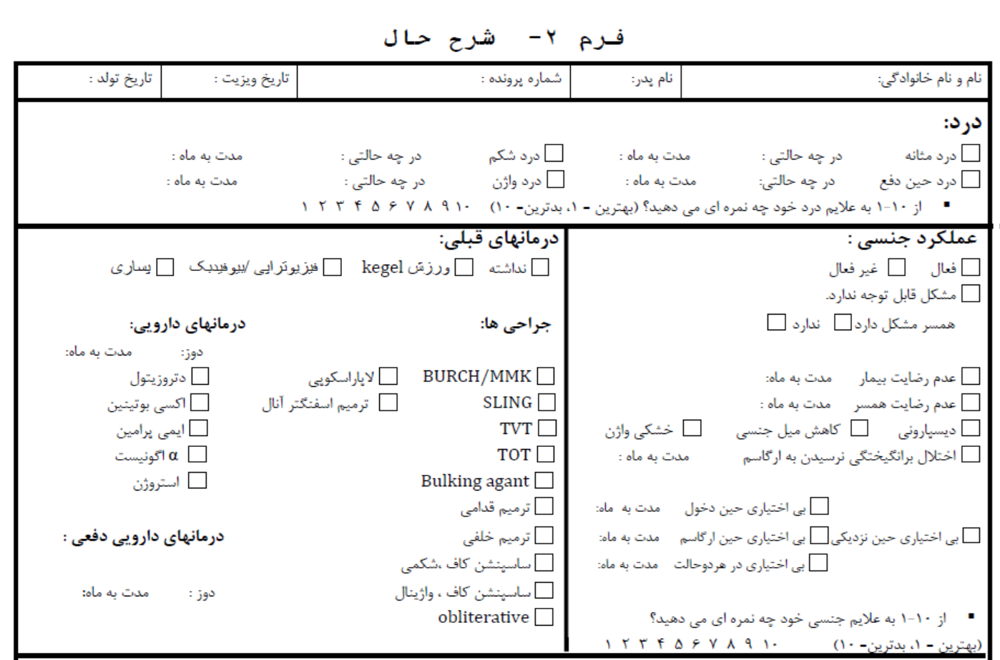 فرم ۲- شرح حال
نام و نام خانوادگی: نام پدر: شماره پرونده : تاریخ ویزیت : تاریخ تولد :
درد:
درد مثانه در چه حالتی : مدت به ماه : درد شکم در چه حالتی : مدت به ماه :
درد حین دفع در چه حالتی: مدت به ماه : درد واژن در چه حالتی : مدت به ماه :
▪ از ۱۰-۱ به علایم درد خود چه نمره ای می دهید؟ (بهترین - ۱، بدترین- ۱۰) ۱۰ ۹ ۸ ۷ ۶ ۵ ۴ ۳ ۲ ۱
عملکرد جنسی :
فعال غیر فعال
مشکل قابل توجه ندارد.
همسر مشکل دارد ندارد
عدم رضایت بیمار مدت به ماه:
عدم رضایت همسر مدت به ماه :
دیسپارونی کاهش میل جنسی خشکی واژن
اختلال برانگیختگی نرسیدن به ارگاسم مدت به ماه :
بی اختیاری حین دخول مدت به ماه:
بی اختیاری حین نزدیکی بی اختیاری حین ارگاسم مدت به ماه:
بی اختیاری در هردوحالت مدت به ماه:
▪ از ۱۰-۱ به علایم جنسی خود چه نمره ای می دهید؟
(بهترین - ۱، بدترین- ۱۰) ۱۰ ۹ ۸ ۷ ۶ ۵ ۴ ۳ ۲ ۱
درمانهای قبلی:
نداشته ورزش kegel فیزیوتراپی /بیوفیدبک پساری
جراحی ها:
BURCH/MMK لاپاراسکوپی
SLING ترمیم اسفنگتر آنال
TVT
TOT
Bulking agant
ترمیم قدامی
ترمیم خلفی
ساسپنشن کاف ،شکمی
ساسپنشن کاف ، واژینال
obliterative
درمانهای دارویی:
دوز: مدت به ماه:
دتروزیتول
اکسی بوتینین
ایمی پرامین
α اگونیست
استروژن
درمانهای دارویی دفعی :
دوز : مدت به ماه: